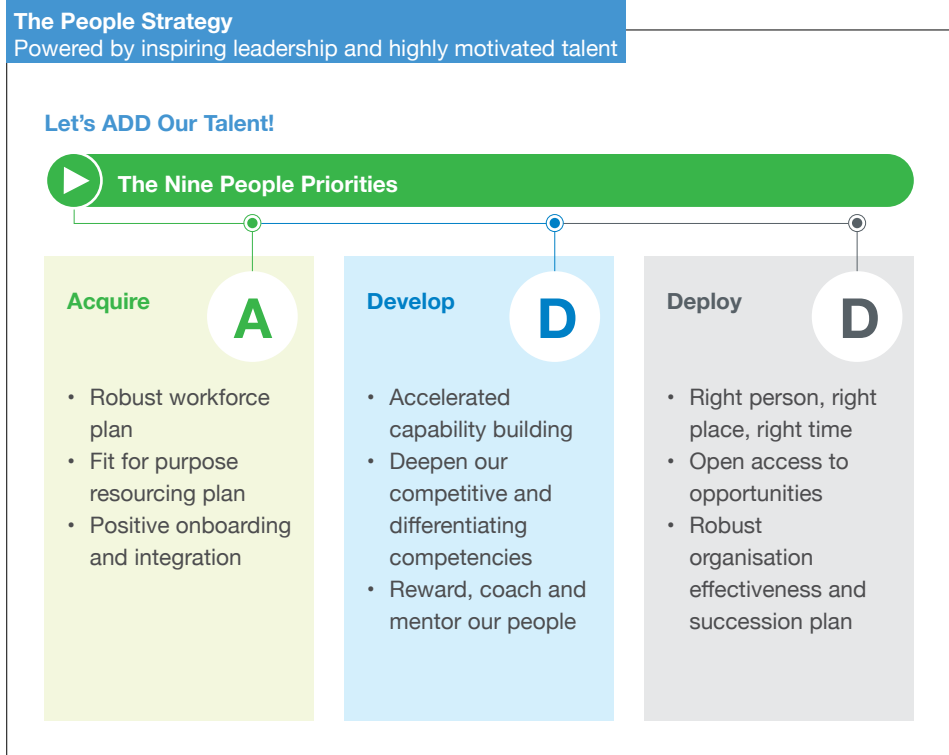 The People Strategy
Powered by inspiring leadership and highly motivated talent
Let’s ADD Our Talent!
The Nine People Priorities
Acquire
A
• Robust workforce
plan
• Fit for purpose
resourcing plan
• Positive onboarding
and integration
Develop
D
• Accelerated
capability building
• Deepen our
competitive and
differentiating
competencies
• Reward, coach and
mentor our people
Deploy
D
• Right person, right
place, right time
• Open access to
opportunities
• Robust
organisation
effectiveness and
succession plan